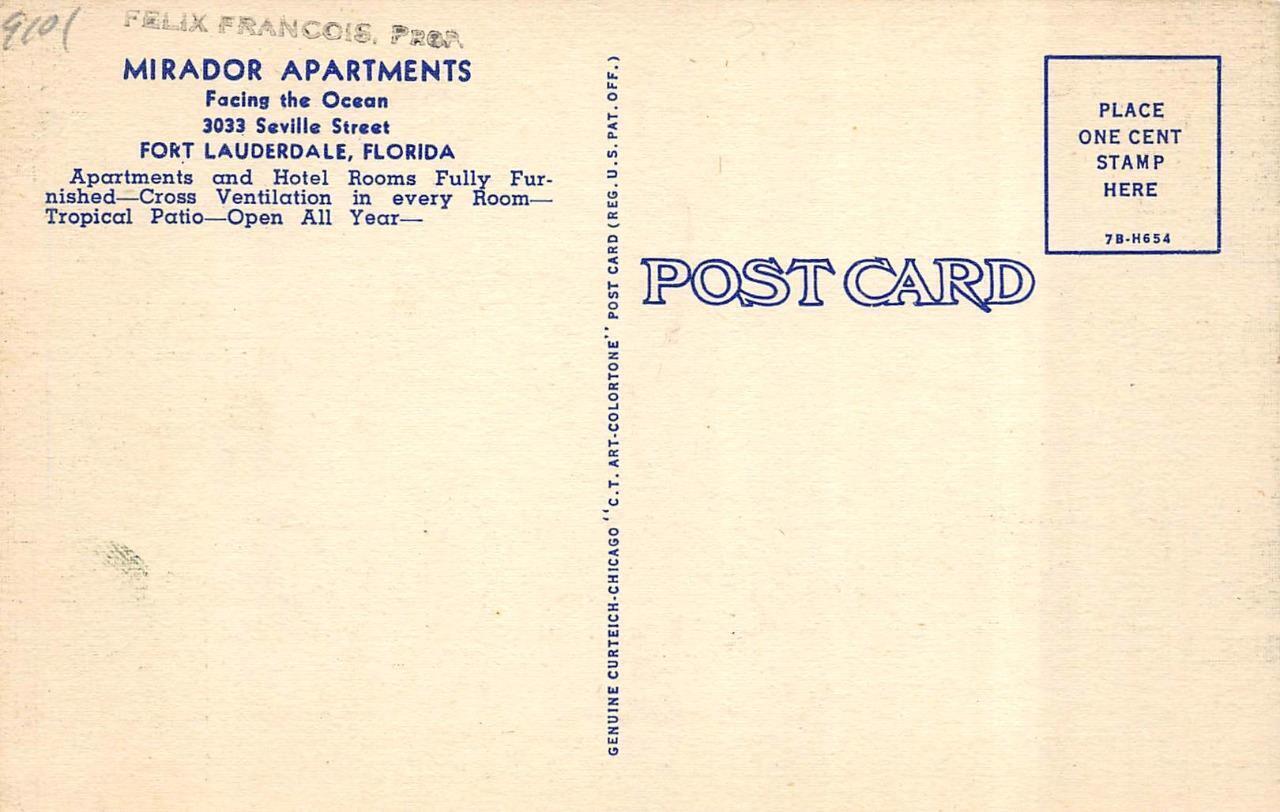 9101
FELIX FRANCOIS, PROP.
MIRADOR APARTMENTS
Facing the Ocean
3033 Seville Street
FORT LAUDERDALE, FLORIDA
Apartments and Hotel Rooms Fully Fur-
nished—Cross Ventilation in every Room—
Tropical Patio—Open All Year—
GENUINE CURTEICH-CHICAGO "C.T. ART-COLORTONE" POST CARD (REG. U.S. PAT. OFF.)
POST CARD
PLACE
ONE CENT
STAMP
HERE
7B-H654